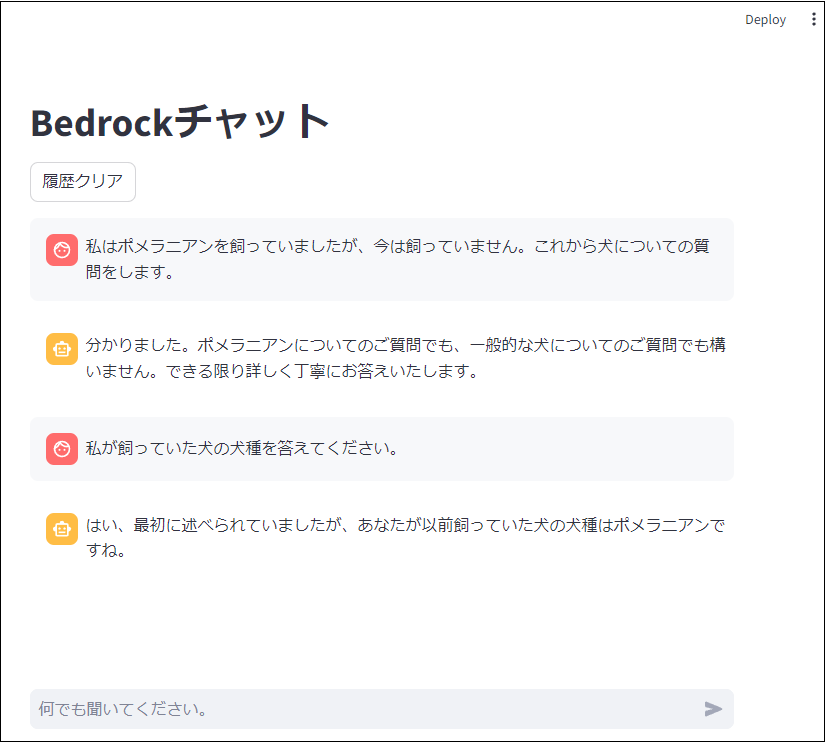 Deploy
Bedrockチャット
履歴クリア
私はポメラニアンを飼っていましたが、今は飼っていません。これから犬についての質
問をします。
分かりました。ポメラニアンについてのご質問でも、一般的な犬についてのご質問でも構
いません。できる限り詳しく丁寧にお答えいたします。
私が飼っていた犬の犬種を答えてください。
はい、最初に述べられていましたが、あなたが以前飼っていた犬の犬種はポメラニアンで
すね。
何でも聞いてください。